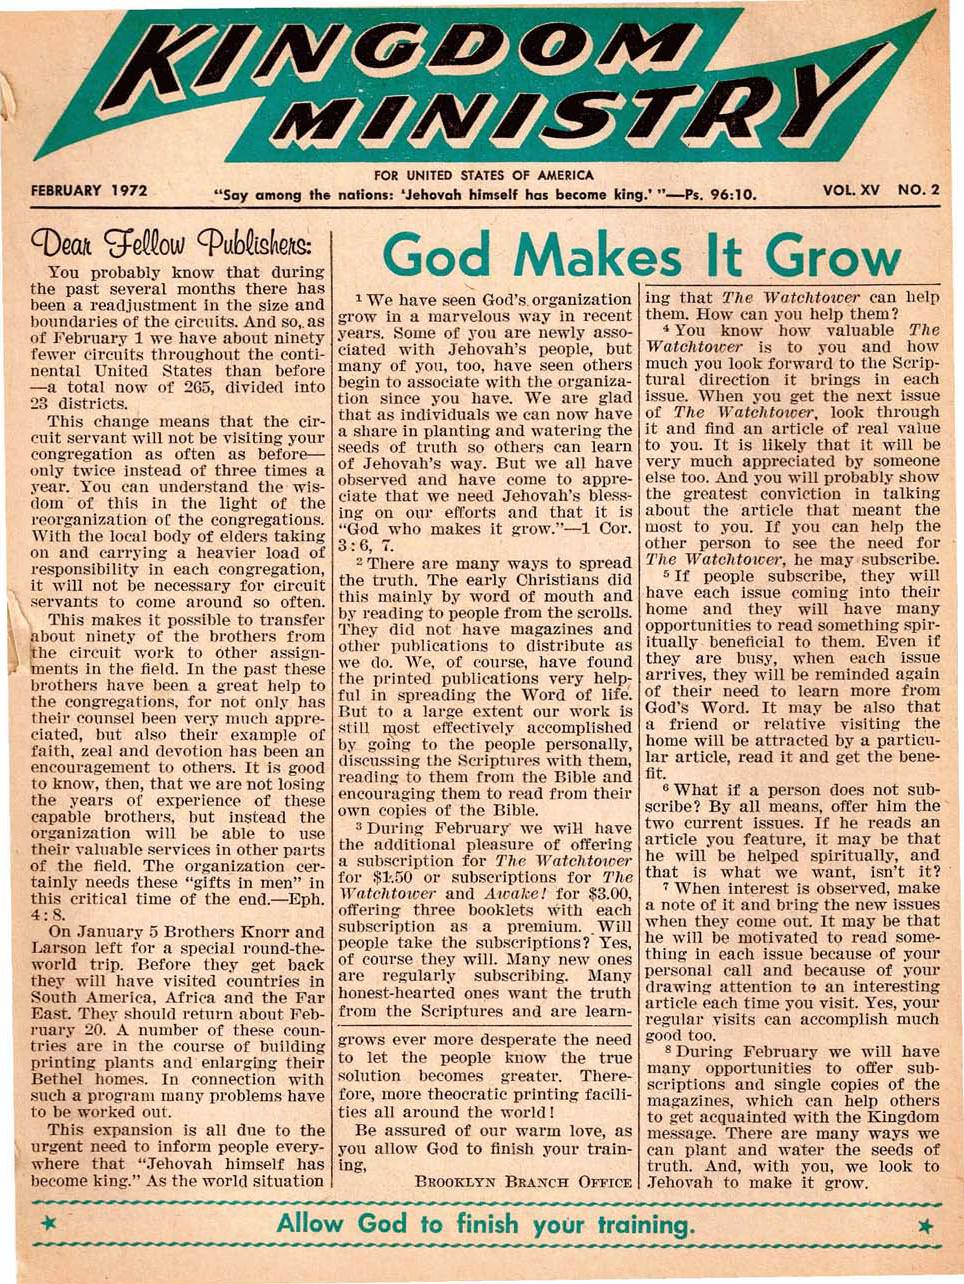 KINGDOM
MINISTRY
FOR UNITED STATES OF AMERICA
FEBRUARY 1972
"Say among the nations: 'Jehovah himself has become king.' "—Ps. 96:10.
VOL. XV NO. 2
Dear Fellow Publishers:
You probably know that during
the past several months there has
been a readjustment in the size and
boundaries of the circuits. And so, as
of February 1 we have about ninety
fewer circuits throughout the conti-
nental United States than before
—a total now of 265, divided into
23 districts.
This change means that the cir-
cuit servant will not be visiting your
congregation as often as before—
only twice instead of three times a
year. You can understand the wis-
dom of this in the light of the
reorganization of the congregations.
With the local body of elders taking
on and carrying a heavier load of
responsibility in each congregation,
it will not be necessary for circuit
servants to come around so often.
This makes it possible to transfer
about ninety of the brothers from
the circuit work to other assign-
ments in the field. In the past these
brothers have been a great help to
the congregations, for not only has
their counsel been very much appre-
ciated, but also their example of
faith, zeal and devotion has been an
encouragement to others. It is good
to know, then, that we are not losing
the years of experience of these
capable brothers, but instead the
organization will be able to use
their valuable services in other parts
of the field. The organization cer-
tainly needs these "gifts in men" in
this critical time of the end.—Eph.
4:8.
On January 5 Brothers Knorr and
Larson left for a special round-the-
world trip. Before they get back
they will have visited countries in
South America, Africa and the Far
East. They should return about Feb-
ruary 20. A number of these coun-
tries are in the course of building
printing plants and enlarging their
Bethel homes. In connection with
such a program many problems have
to be worked out.
This expansion is all due to the
urgent need to inform people every-
where that "Jehovah himself has
become king." As the world situation
grows ever more desperate the need
to let the people know the true
solution becomes greater. There-
fore, more theocratic printing facili-
ties all around the world!
Be assured of our warm love, as
you allow God to finish your train-
ing,
BROOKLYN BRANCH OFFICE
God Makes It Grow
1 We have seen God's organization
grow in a marvelous way in recent
years. Some of you are newly asso-
ciated with Jehovah's people, but
many of you, too, have seen others
begin to associate with the organiza-
tion since you have. We are glad
that as individuals we can now have
a share in planting and watering the
seeds of truth so others can learn
of Jehovah's way. But we all have
observed and have come to appre-
ciate that we need Jehovah's bless-
ing on our efforts and that it is
"God who makes it grow."—1 Cor.
3:6, 7.
2 There are many ways to spread
the truth. The early Christians did
this mainly by word of mouth and
by reading to people from the scrolls.
They did not have magazines and
other publications to distribute as
we do. We, of course, have found
the printed publications very help-
ful in spreading the Word of life.
But to a large extent our work is
still most effectively accomplished
by going to the people personally,
discussing the Scriptures with them,
reading to them from the Bible and
encouraging them to read from their
own copies of the Bible.
3 During February we will have
the additional pleasure of offering
a subscription for The Watchtower
for $1.50 or subscriptions for The
Watchtower and Awake! for $3.00,
offering three booklets with each
subscription as a premium. Will
people take the subscriptions? Yes,
of course they will. Many new ones
are regularly subscribing. Many
honest-hearted ones want the truth
from the Scriptures and are learn-
ing that The Watchtower can help
them. How can you help them?
4 You know how valuable The
Watchtower is to you and how
much you look forward to the Scrip-
tural direction it brings in each
issue. When you get the next issue
of The Watchtower, look through
it and find an article of real value
to you. It is likely that it will be
very much appreciated by someone
else too. And you will probably show
the greatest conviction in talking
about the article that meant the
most to you. If you can help the
other person to see the need for
The Watchtower, he may subscribe.
5 If people subscribe, they will
have each issue coming into their
home and they will have many
opportunities to read something spir-
itually beneficial to them. Even if
they are busy, when each issue
arrives, they will be reminded again
of their need to learn more from
God's Word. It may be also that
a friend or relative visiting the
home will be attracted by a particu-
lar article, read it and get the bene-
fit.
6 What if a person does not sub-
scribe? By all means, offer him the
two current issues. If he reads an
article you feature, it may be that
he will be helped spiritually, and
that is what we want, isn't it?
7 When interest is observed, make
a note of it and bring the new issues
when they come out. It may be that
he will be motivated to read some-
thing in each issue because of your
personal call and because of your
drawing attention to an interesting
article each time you visit. Yes, your
regular visits can accomplish much
good too.
8 During February we will have
many opportunities to offer sub-
scriptions and single copies of the
magazines, which can help others
to get acquainted with the Kingdom
message. There are many ways we
can plant and water the seeds of
truth. And, with you, we look to
Jehovah to make it grow.
* Allow God to finish your training. *